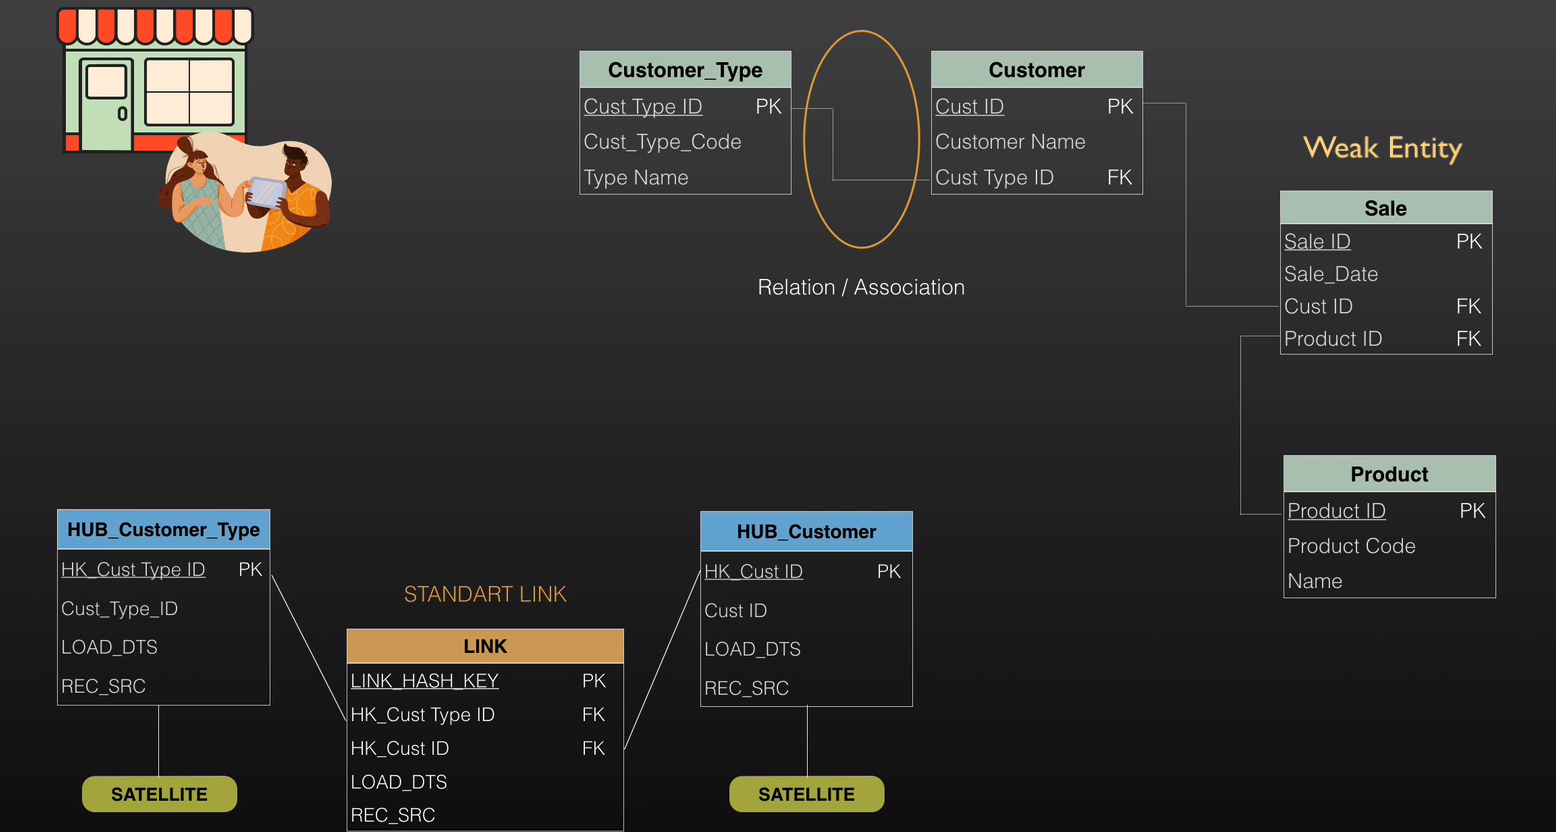 Customer_Type
Cust Type ID PK
Cust_Type_Code
Type Name
Customer
Cust ID PK
Customer Name
Cust Type ID FK
Relation / Association
Weak Entity
Sale
Sale ID PK
Sale_Date
Cust ID FK
Product ID FK
Product
Product ID PK
Product Code
Name
HUB_Customer_Type
HK_Cust Type ID PK
Cust_Type_ID
LOAD_DTS
REC_SRC
SATELLITE
STANDART LINK
LINK
LINK_HASH_KEY PK
HK_Cust Type ID FK
HK_Cust ID FK
LOAD_DTS
REC_SRC
HUB_Customer
HK_Cust ID PK
Cust ID
LOAD_DTS
REC_SRC
SATELLITE